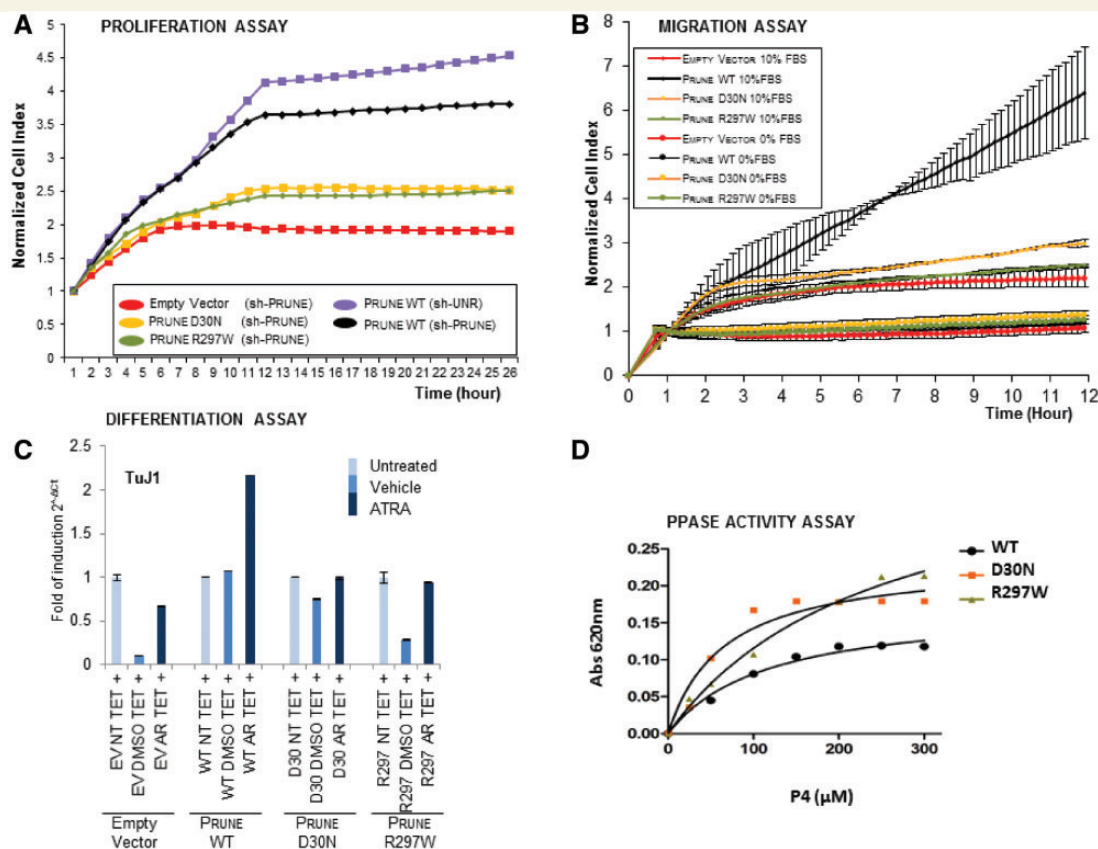 A PROLIFERATION ASSAY
Normalized Cell Index
5
4.5
4
3.5
3
2.5
2
1.5
1
0.5
0
Empty Vector (sh-PRUNE)
PRUNE D30N (sh-PRUNE)
PRUNE R297W (sh-PRUNE)
PRUNE WT (sh-UNR)
PRUNE WT (sh-PRUNE)
1 2 3 4 5 6 7 8 9 10 11 12 13 14 15 16 17 18 19 20 21 22 23 24 25 26
Time (hour)
B MIGRATION ASSAY
Normalized Cell Index
8
7
6
5
4
3
2
1
0
EMPTY VECTOR 10% FBS
PRUNE WT 10%FBS
PRUNE D30N 10%FBS
PRUNE R297W 10%FBS
EMPTY VECTOR 0% FBS
PRUNE WT 0%FBS
PRUNE D30N 0%FBS
PRUNE R297W 0%FBS
0 1 2 3 4 5 6 7 8 9 10 11 12
Time (Hour)
DIFFERENTIATION ASSAY
C
TuJ1
Fold of induction 2^-Δct
2.5
2
1.5
1
0.5
0
Untreated
Vehicle
ATRA
EV NT TET +
EV DMSO TET +
EV AR TET +
WT NT TET +
WT DMSO TET +
WT AR TET +
D30 NT TET +
D30 DMSO TET +
D30 AR TET +
R297 NT TET +
R297 DMSO TET +
R297 AR TET +
Empty
Vector
PRUNE
WT
PRUNE
D30N
PRUNE
R297W
D
PPASE ACTIVITY ASSAY
Abs 620nm
0.25
0.20
0.15
0.10
0.05
0.00
0 100 200 300
P4 (µM)
WT
D30N
R297W